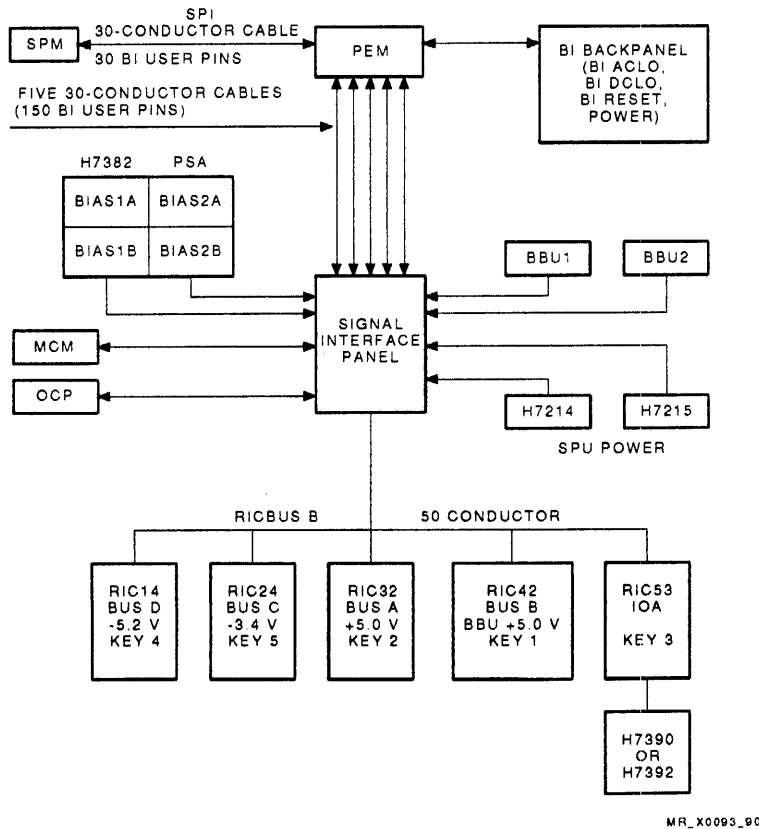 SPI
30-CONDUCTOR CABLE
SPM
30 BI USER PINS
PEM
BI BACKPANEL
(BI ACLO,
BI DCLO,
BI RESET,
POWER)
FIVE 30-CONDUCTOR CABLES
(150 BI USER PINS)
H7382 PSA
BIAS1A BIAS2A
BIAS1B BIAS2B
BBU1 BBU2
SIGNAL
INTERFACE
PANEL
MCM
OCP
H7214 H7215
SPU POWER
RICBUS B 50 CONDUCTOR
RIC14
BUS D
-5.2 V
KEY 4
RIC24
BUS C
-3.4 V
KEY 5
RIC32
BUS A
+5.0 V
KEY 2
RIC42
BUS B
BBU +5.0 V
KEY 1
RIC53
IOA
KEY 3
H7390
OR
H7392
MR_X0093_90